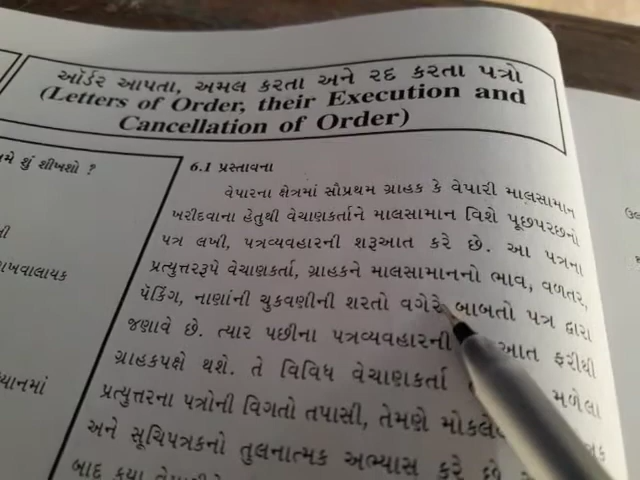 ઑર્ડર આપતા, અમલ કરતા અને રદ કરતા પત્રો
(Letters of Order, their Execution and
Cancellation of Order)
શું શીખશો ?
6.1 પ્રસ્તાવના
વેપારના ક્ષેત્રમાં સૌપ્રથમ ગ્રાહક કે વેપારી માલસામાન
ખરીદવાના હેતુથી વેચાણકર્તાને માલસામાન વિશે પૂછપરછનો
પત્ર લખી, પત્રવ્યવહારની શરૂઆત કરે છે. આ પત્રના
પ્રત્યુત્તરરૂપે વેચાણકર્તા, ગ્રાહકને માલસામાનનો ભાવ, વળતર,
પૅકિંગ, નાણાંની ચુકવણીની શરતો વગેરે બાબતો પત્ર દ્વારા
જણાવે છે. ત્યાર પછીના પત્રવ્યવહારની ફરીથી
ગ્રાહકપક્ષે થશે. તે વિવિધ વેચાણકર્તા મળેલા
પ્રત્યુત્તરના પત્રોની વિગતો તપાસી, તેમણે
અને સૂચિપત્રકનો તુલનાત્મક અભ્યાસ કરે છે
બાદ